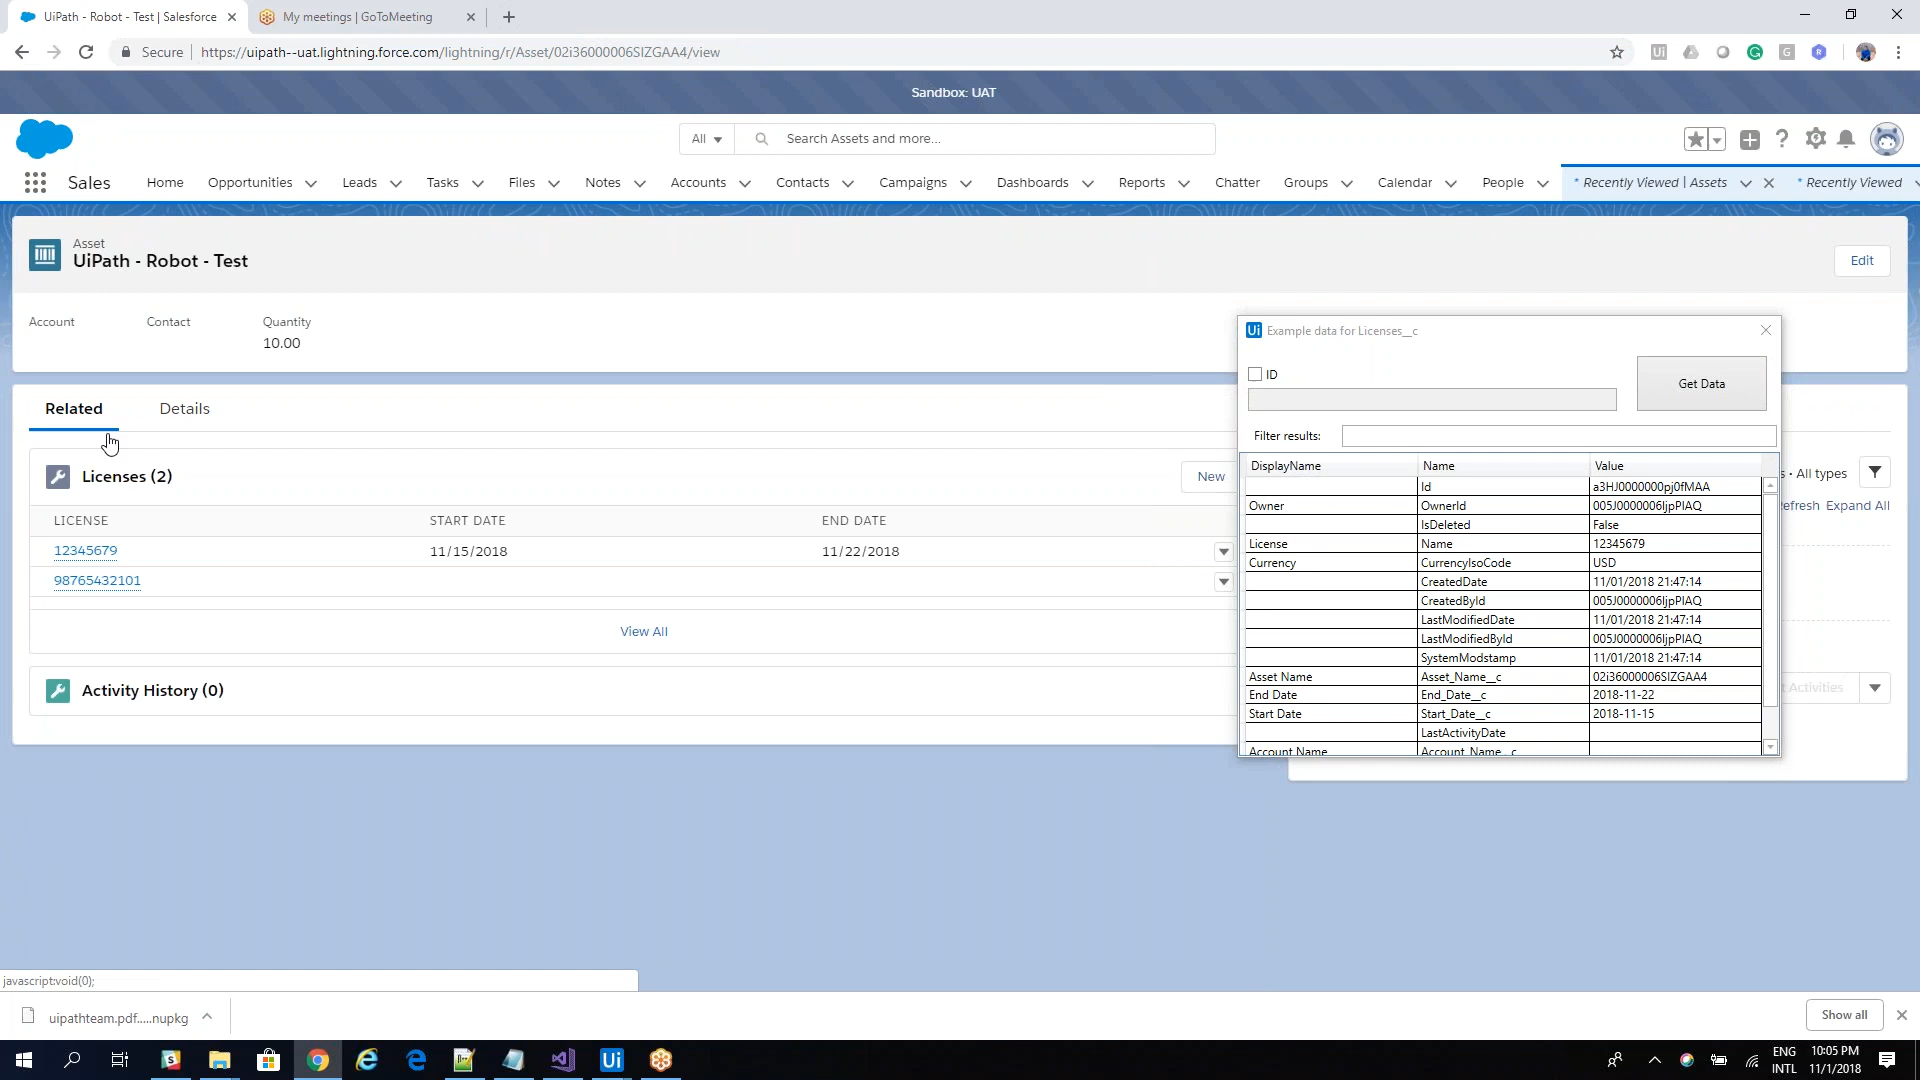 UiPath - Robot - Test | Salesforce
My meetings | GoToMeeting
Secure
https://uipath--uat.lightning.force.com/lightning/r/Asset/02i36000006SIZGAA4/view
Sandbox: UAT
All
Search Assets and more...
Sales
Home
Opportunities
Leads
Tasks
Files
Notes
Accounts
Contacts
Campaigns
Dashboards
Reports
Chatter
Groups
Calendar
People
* Recently Viewed | Assets
* Recently Viewed
Asset
UiPath - Robot - Test
Edit
Account
Contact
Quantity
10.00
Related
Details
Licenses (2)
New
LICENSE START DATE END DATE
12345679 11/15/2018 11/22/2018
98765432101
View All
Activity History (0)
Ui Example data for Licenses__c
ID
Get Data
Filter results:
DisplayName Name Value
Id a3HJ0000000pj0fMAA
Owner OwnerId 005J0000006IjpPIAQ
IsDeleted False
License Name 12345679
Currency CurrencyIsoCode USD
CreatedDate 11/01/2018 21:47:14
CreatedById 005J0000006IjpPIAQ
LastModifiedDate 11/01/2018 21:47:14
LastModifiedById 005J0000006IjpPIAQ
SystemModstamp 11/01/2018 21:47:14
Asset Name Asset_Name__c 02i36000006SIZGAA4
End Date End_Date__c 2018-11-22
Start Date Start_Date__c 2018-11-15
LastActivityDate
Account Name Account_Name__c
s • All types
efresh Expand All
Activities
javascript:void(0);
uipathteam.pdf.....nupkg
Show all
Ui
ENG
INTL
10:05 PM
11/1/2018